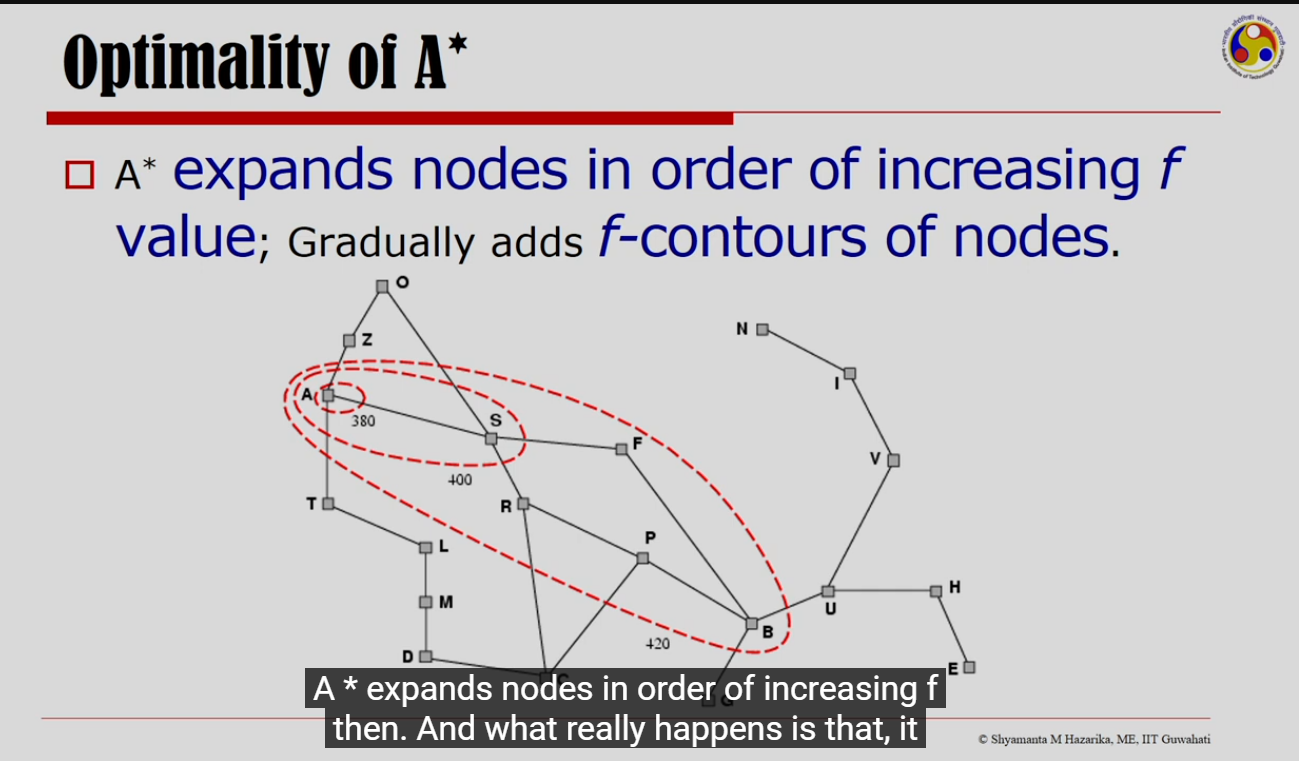 Optimality of A*
A* expands nodes in order of increasing f
value; Gradually adds f-contours of nodes.
O
N
Z
I
A
380
S
F
V
400
R
T
P
L
H
M
U
B
420
D
E
G
A * expands nodes in order of increasing f
then. And what really happens is that, it
© Shyamanta M Hazarika, ME, IIT Guwahati